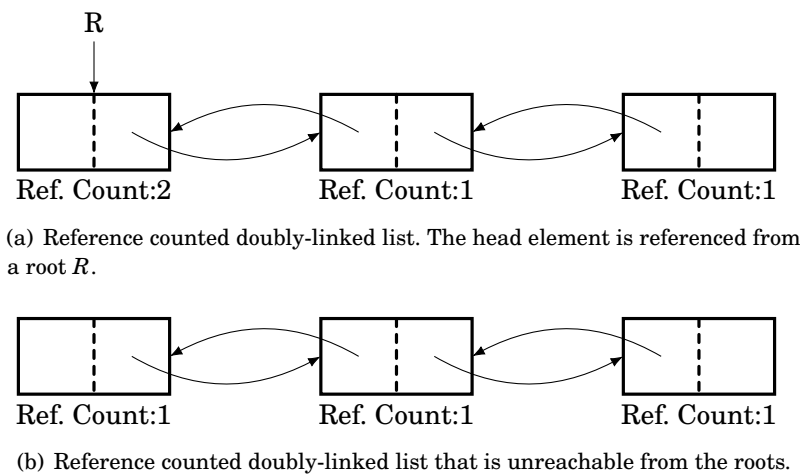 R
Ref. Count:2 Ref. Count:1 Ref. Count:1
(a) Reference counted doubly-linked list. The head element is referenced from
a root R.
Ref. Count:1 Ref. Count:1 Ref. Count:1
(b) Reference counted doubly-linked list that is unreachable from the roots.